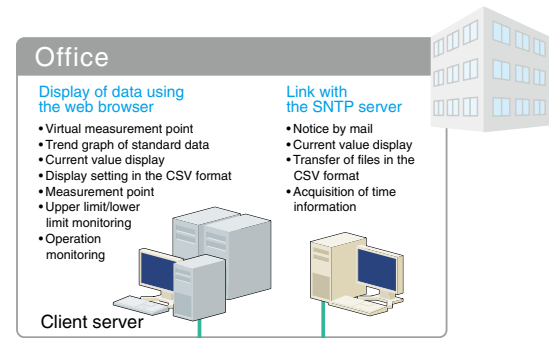 Office
Display of data using
the web browser
• Virtual measurement point
• Trend graph of standard data
• Current value display
• Display setting in the CSV format
• Measurement point
• Upper limit/lower
limit monitoring
• Operation
monitoring
Link with
the SNTP server
• Notice by mail
• Current value display
• Transfer of files in the
CSV format
• Acquisition of time
information
Client server